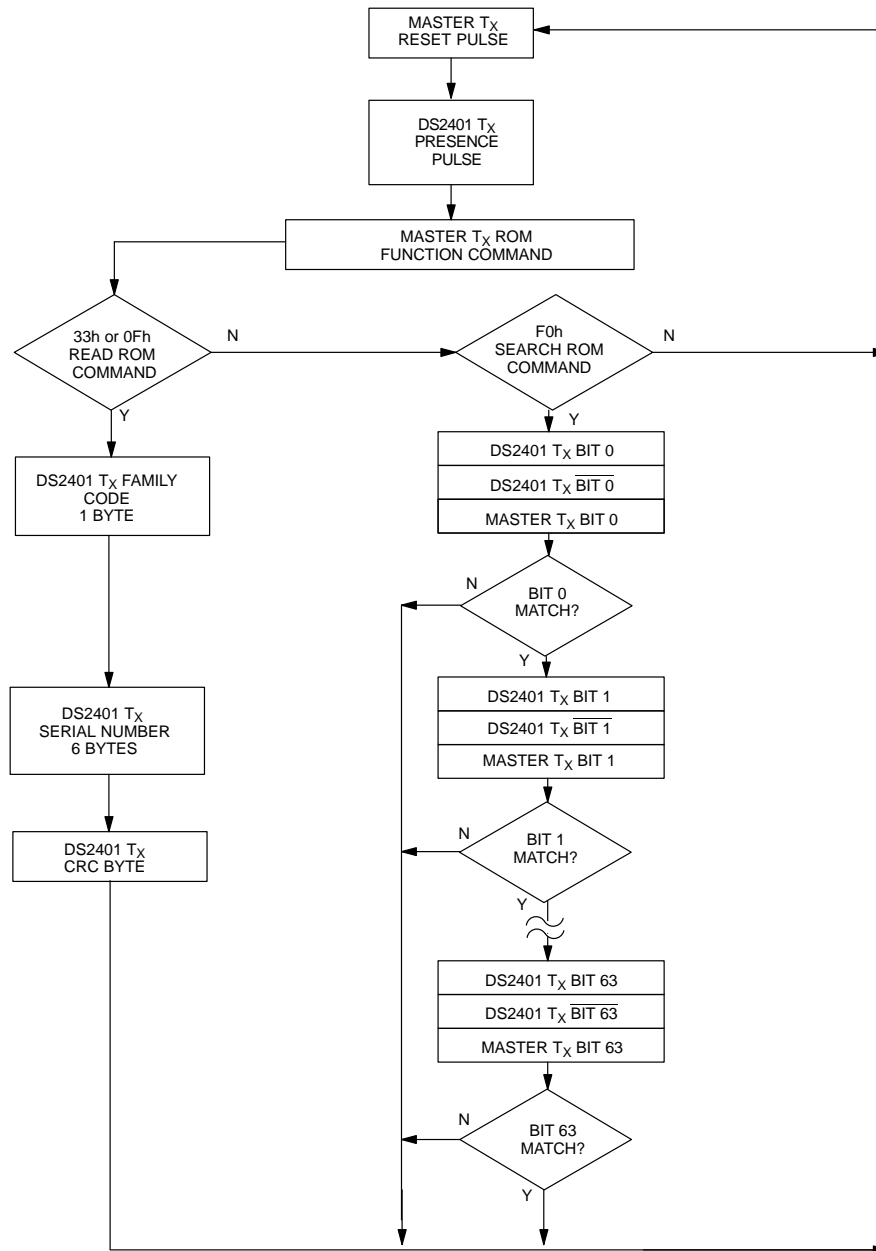 MASTER TX
RESET PULSE
DS2401 TX
PRESENCE
PULSE
MASTER TX ROM
FUNCTION COMMAND
33h or 0Fh
READ ROM
COMMAND
N
Y
F0h
SEARCH ROM
COMMAND
N
Y
DS2401 TX FAMILY
CODE
1 BYTE
DS2401 TX
SERIAL NUMBER
6 BYTES
DS2401 TX
CRC BYTE
DS2401 TX BIT 0
DS2401 TX BIT 0
MASTER TX BIT 0
BIT 0
MATCH?
N
Y
DS2401 TX BIT 1
DS2401 TX BIT 1
MASTER TX BIT 1
BIT 1
MATCH?
N
Y
DS2401 TX BIT 63
DS2401 TX BIT 63
MASTER TX BIT 63
BIT 63
MATCH?
N
Y